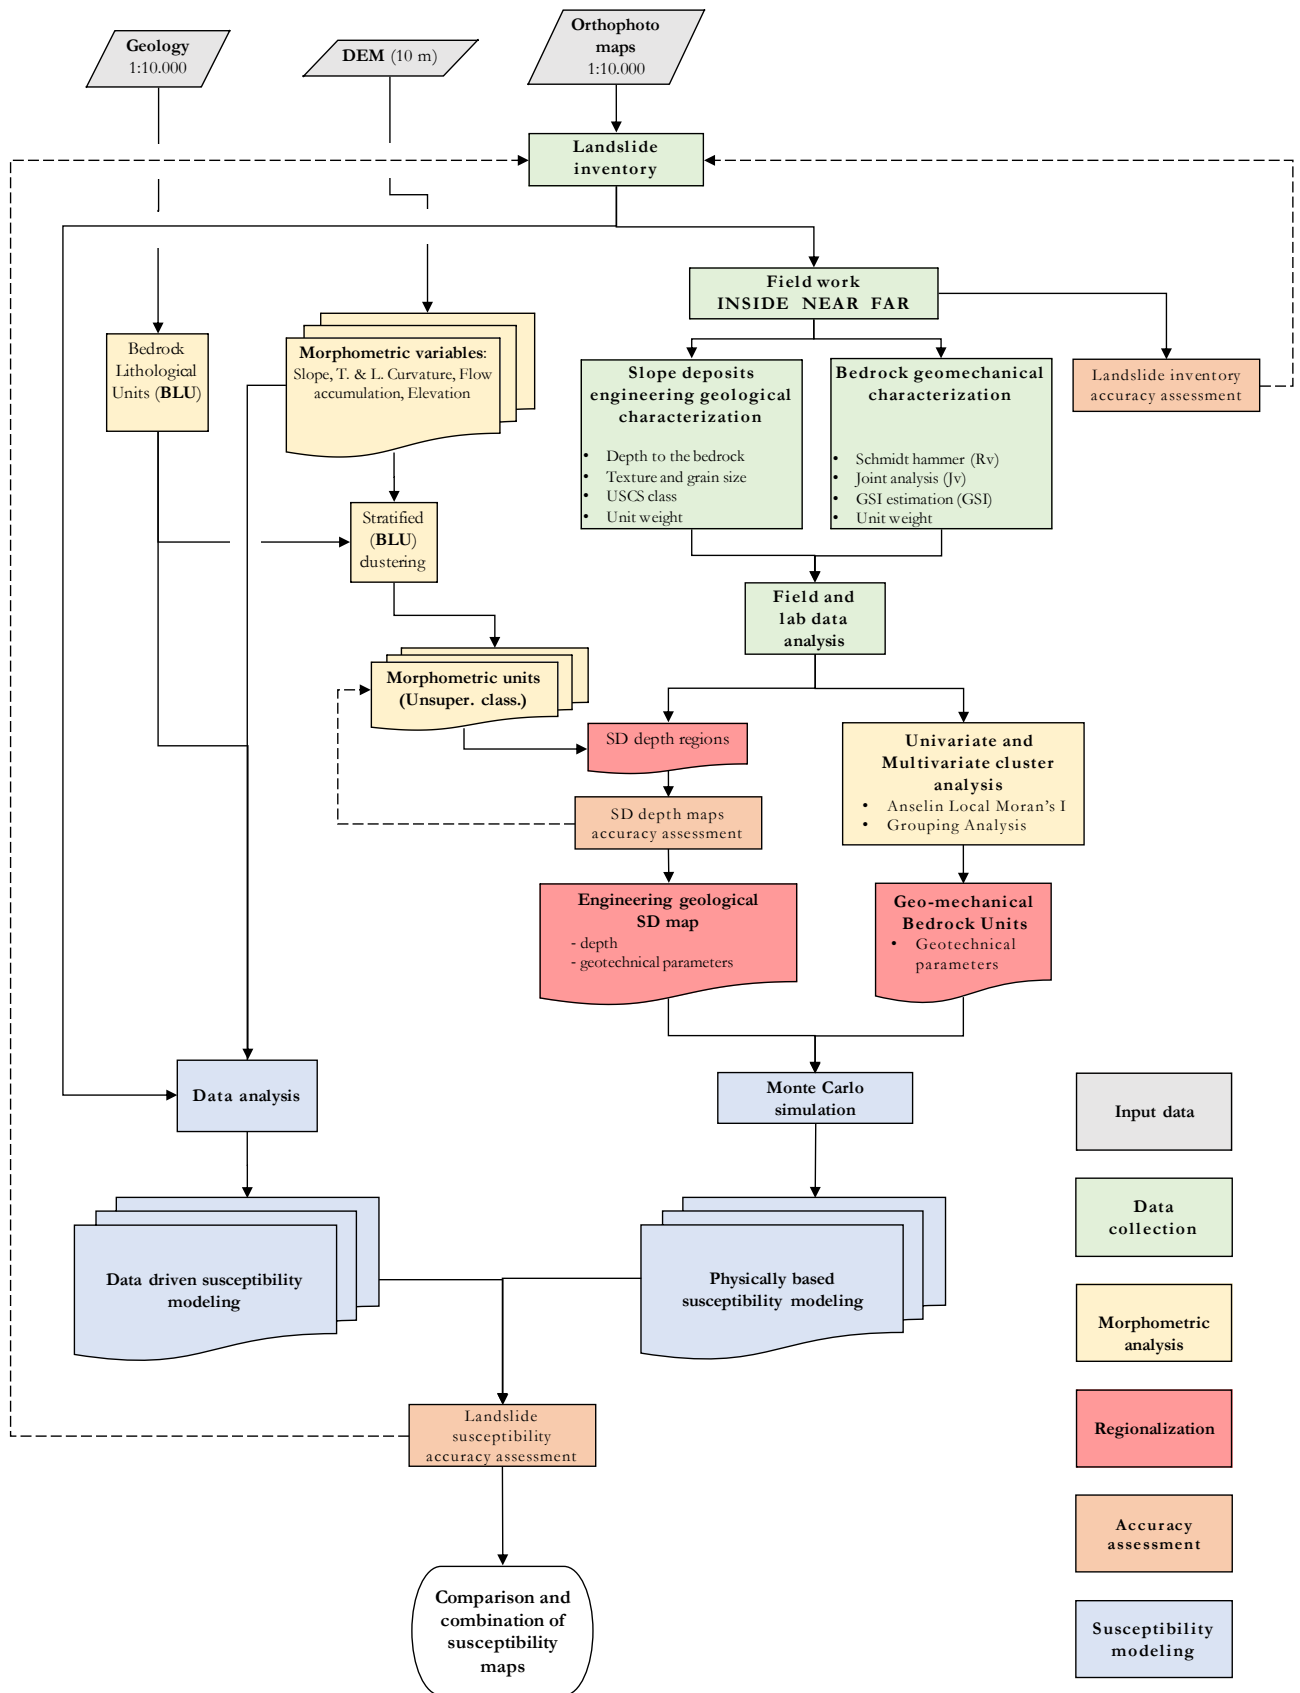 Geology
1:10.000
DEM (10 m)
Orthophoto
maps
1:10.000
Landslide
inventory
Field work
INSIDE NEAR FAR
Bedrock
Lithological
Units (BLU)
Morphometric variables:
Slope, T. & L. Curvature, Flow
accumulation, Elevation
Slope deposits
engineering geological
characterization
• Depth to the bedrock
• Texture and grain size
• USCS class
• Unit weight
Bedrock geomechanical
characterization
• Schmidt hammer (Rv)
• Joint analysis (Jv)
• GSI estimation (GSI)
• Unit weight
Landslide inventory
accuracy assessment
Stratified
(BLU)
clustering
Field and
lab data
analysis
Morphometric units
(Unsuper. class.)
SD depth regions
Univariate and
Multivariate cluster
analysis
• Anselin Local Moran's I
• Grouping Analysis
SD depth maps
accuracy assessment
Engineering geological
SD map
- depth
- geotechnical parameters
Geo-mechanical
Bedrock Units
• Geotechnical
parameters
Data analysis
Monte Carlo
simulation
Data driven susceptibility
modeling
Physically based
susceptibility modeling
Landslide
susceptibility
accuracy assessment
Comparison and
combination of
susceptibility
maps
Input data
Data
collection
Morphometric
analysis
Regionalization
Accuracy
assessment
Susceptibility
modeling